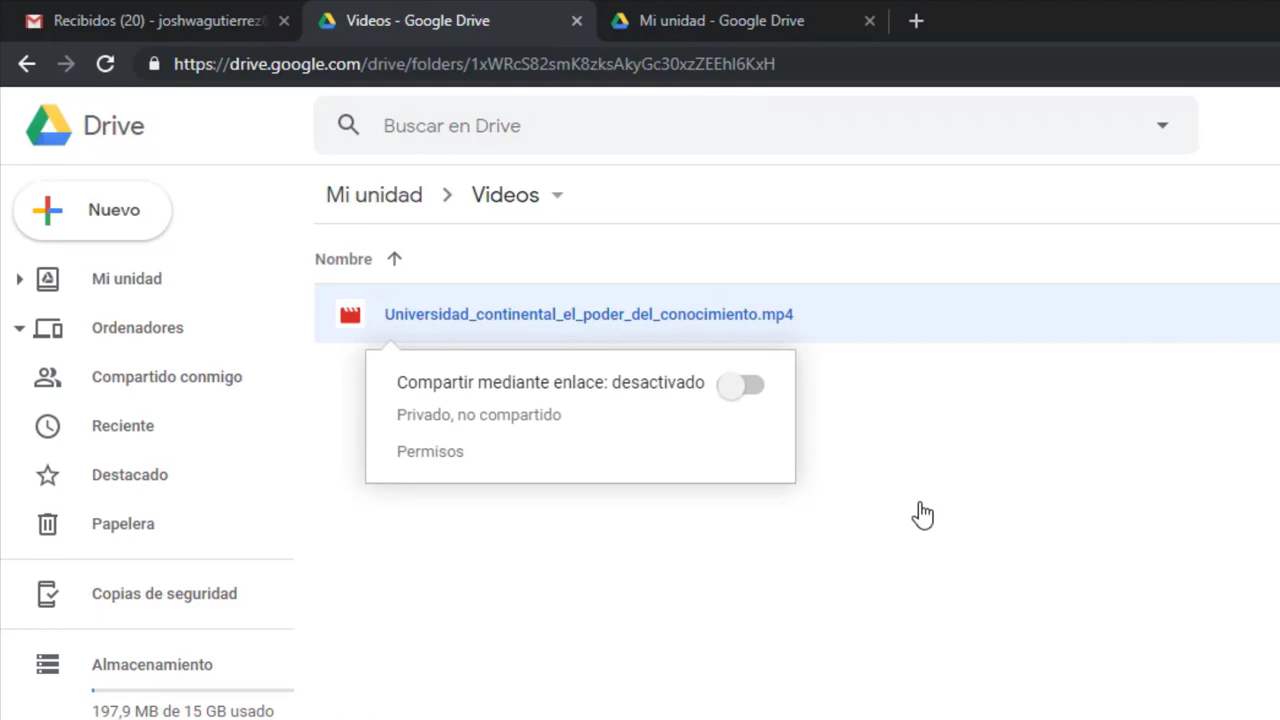 Recibidos (20) - joshwagutierrez
Videos - Google Drive
Mi unidad - Google Drive
https://drive.google.com/drive/folders/1xWRcS82smK8zksAkyGc30xzZEEhI6KxH
Drive
Buscar en Drive
Nuevo
Mi unidad
Videos
Mi unidad
Nombre
Ordenadores
Universidad_continental_el_poder_del_conocimiento.mp4
Compartido conmigo
Compartir mediante enlace: desactivado
Privado, no compartido
Reciente
Permisos
Destacado
Papelera
Copias de seguridad
Almacenamiento
197,9 MB de 15 GB usado